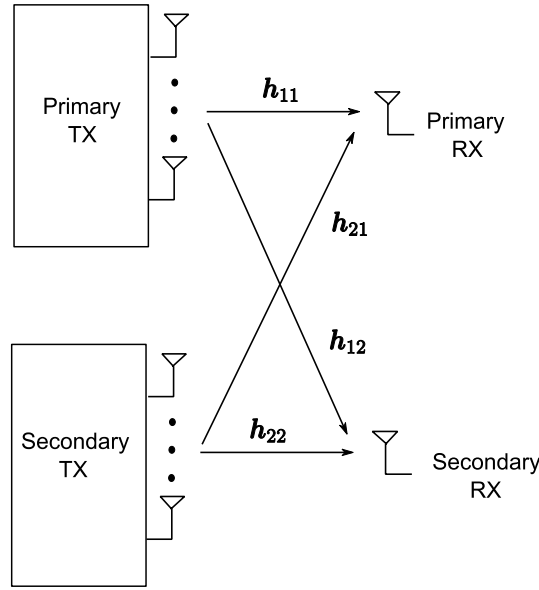 Primary
TX
h11
Primary
RX
h21
h12
Secondary
TX
h22
Secondary
RX